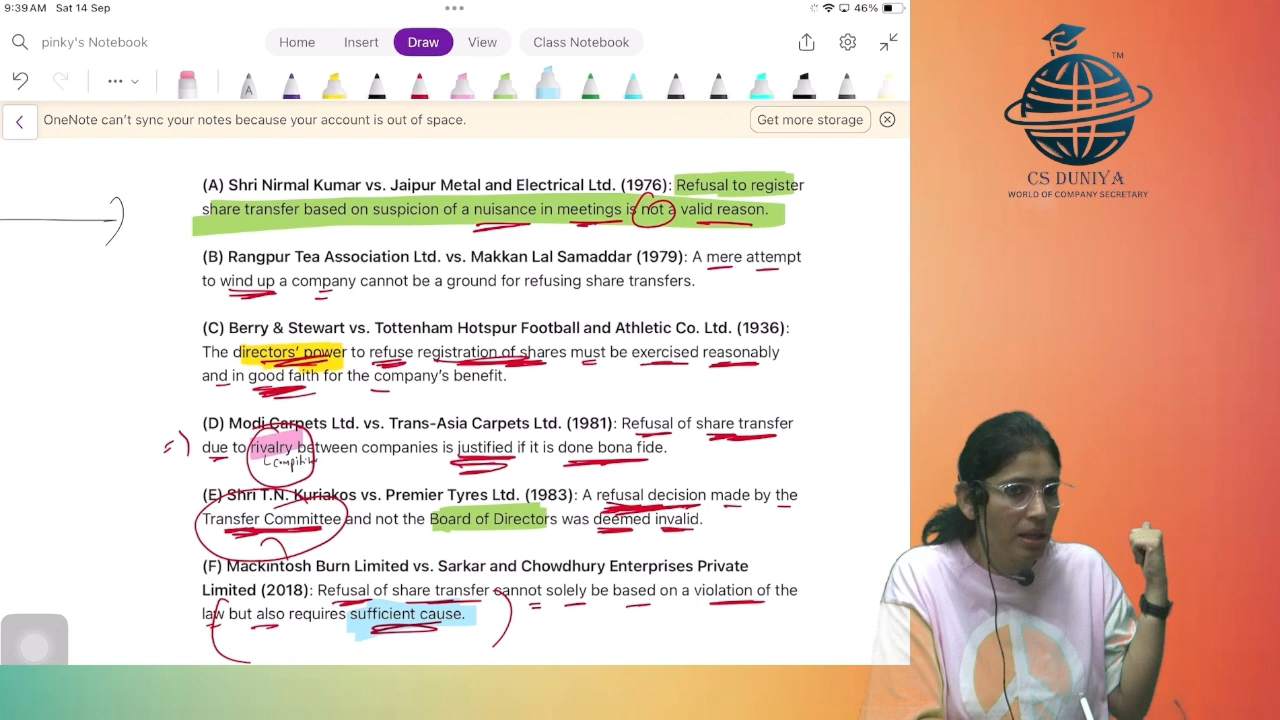 9:39 AM Sat 14 Sep
46%
pinky's Notebook
Home Insert Draw View Class Notebook
A
OneNote can't sync your notes because your account is out of space.
Get more storage
(A) Shri Nirmal Kumar vs. Jaipur Metal and Electrical Ltd. (1976): Refusal to register
share transfer based on suspicion of a nuisance in meetings is not a valid reason.
(B) Rangpur Tea Association Ltd. vs. Makkan Lal Samaddar (1979): A mere attempt
to wind up a company cannot be a ground for refusing share transfers.
(C) Berry & Stewart vs. Tottenham Hotspur Football and Athletic Co. Ltd. (1936):
The directors' power to refuse registration of shares must be exercised reasonably
and in good faith for the company's benefit.
(D) Modi Carpets Ltd. vs. Trans-Asia Carpets Ltd. (1981): Refusal of share transfer
due to rivalry between companies is justified if it is done bona fide.
(E) Shri T.N. Kuriakos vs. Premier Tyres Ltd. (1983): A refusal decision made by the
Transfer Committee and not the Board of Directors was deemed invalid.
(F) Mackintosh Burn Limited vs. Sarkar and Chowdhury Enterprises Private
Limited (2018): Refusal of share transfer cannot solely be based on a violation of the
law but also requires sufficient cause.
TM
CS DUNIYA
WORLD OF COMPANY SECRETARY